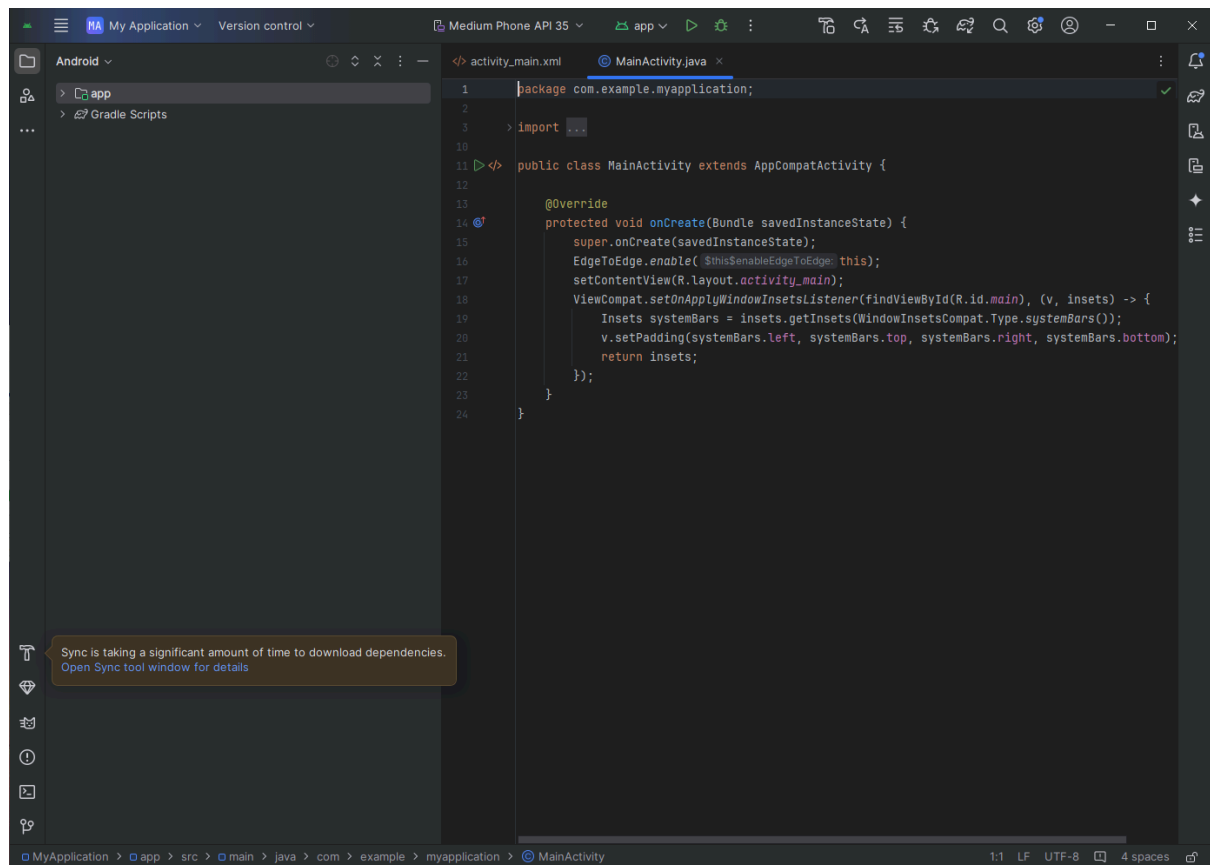 MA My Application Version control Medium Phone API 35 app
Android
app
Gradle Scripts
activity_main.xml MainActivity.java
1 package com.example.myapplication;
2
3 import ...
10
11 public class MainActivity extends AppCompatActivity {
12
13 @Override
14 protected void onCreate(Bundle savedInstanceState) {
15 super.onCreate(savedInstanceState);
16 EdgeToEdge.enable( $this$enableEdgeToEdge: this);
17 setContentView(R.layout.activity_main);
18 ViewCompat.setOnApplyWindowInsetsListener(findViewById(R.id.main), (v, insets) -> {
19 Insets systemBars = insets.getInsets(WindowInsetsCompat.Type.systemBars());
20 v.setPadding(systemBars.left, systemBars.top, systemBars.right, systemBars.bottom);
21 return insets;
22 });
23 }
24 }
Sync is taking a significant amount of time to download dependencies.
Open Sync tool window for details
MyApplication > app > src > main > java > com > example > myapplication > MainActivity
1:1 LF UTF-8 4 spaces